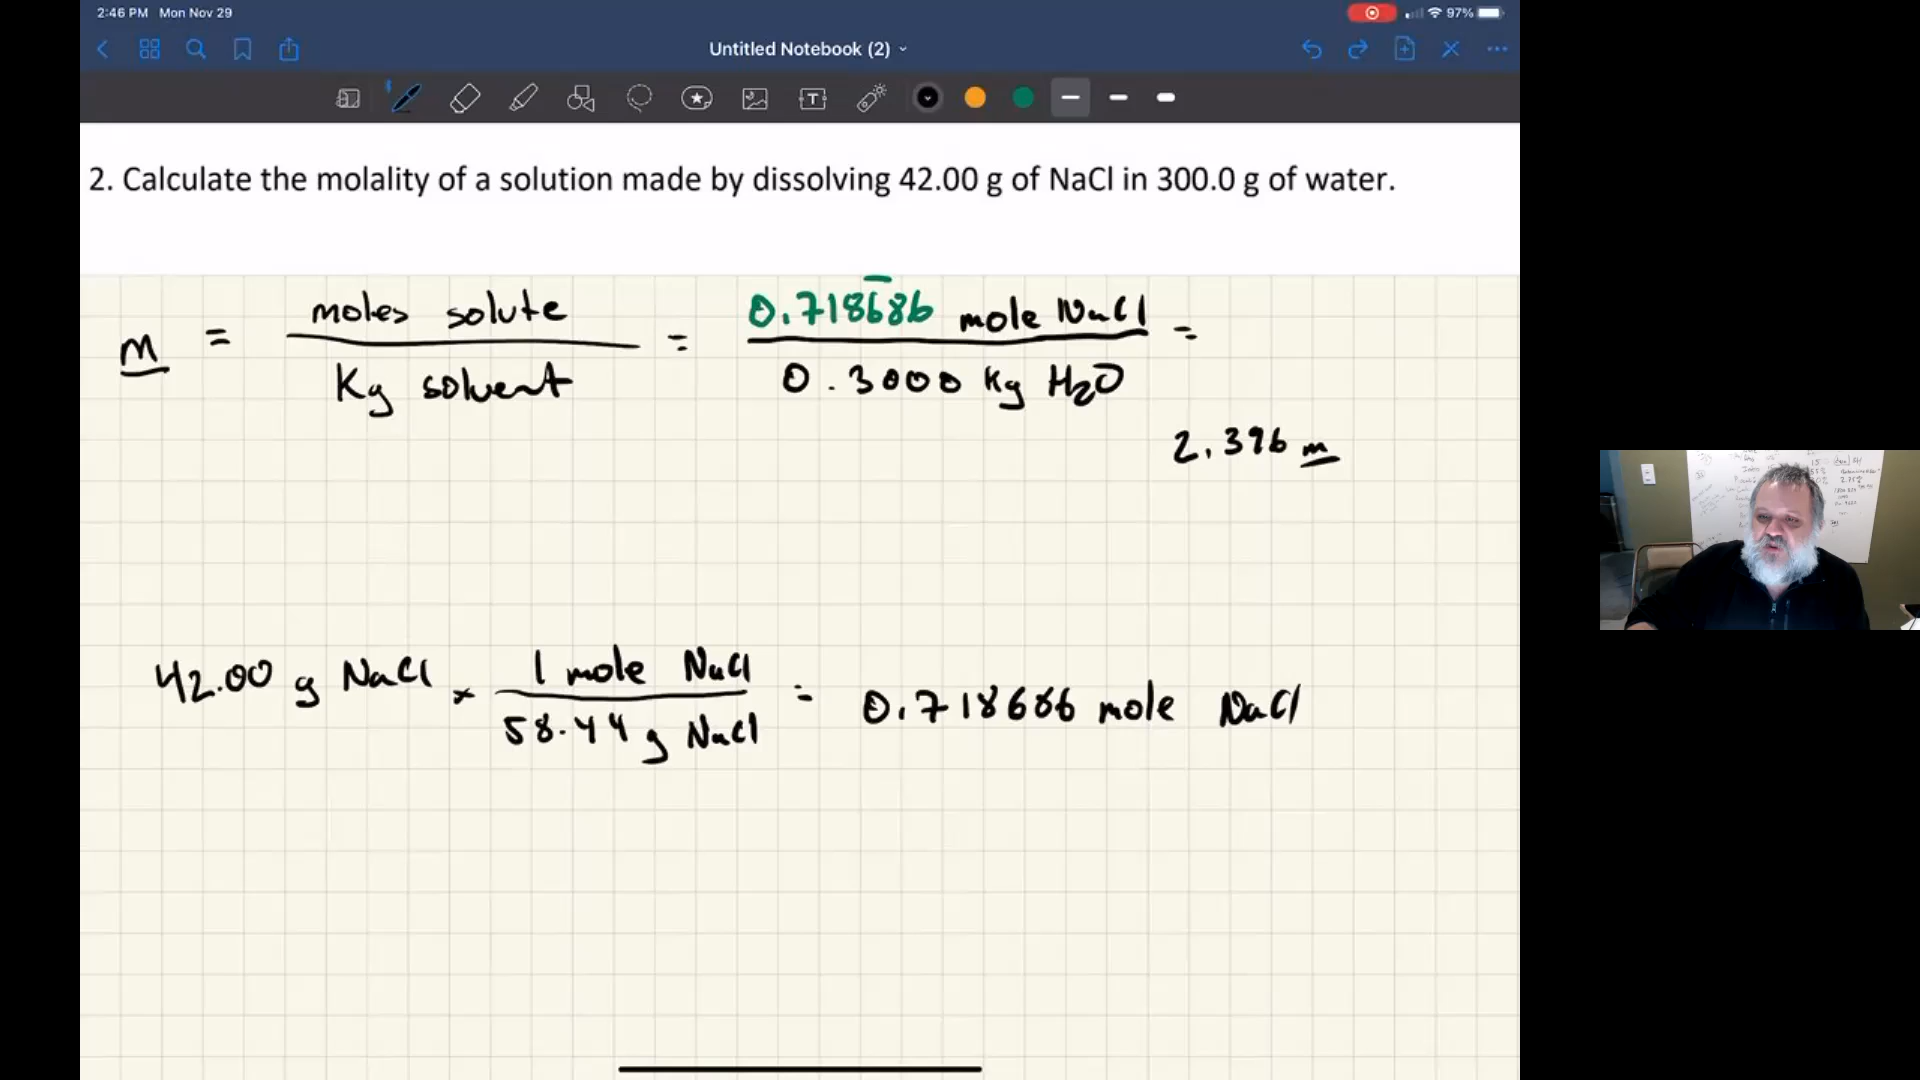 2:46 PM Mon Nov 29
97%
Untitled Notebook (2)
2. Calculate the molality of a solution made by dissolving 42.00 g of NaCl in 300.0 g of water.
m = moles solute / Kg solvent = 0.718686 mole NaCl / 0.3000 Kg H2O =
2.396 m
42.00 g NaCl × 1 mole NaCl / 58.44 g NaCl = 0.718686 mole NaCl